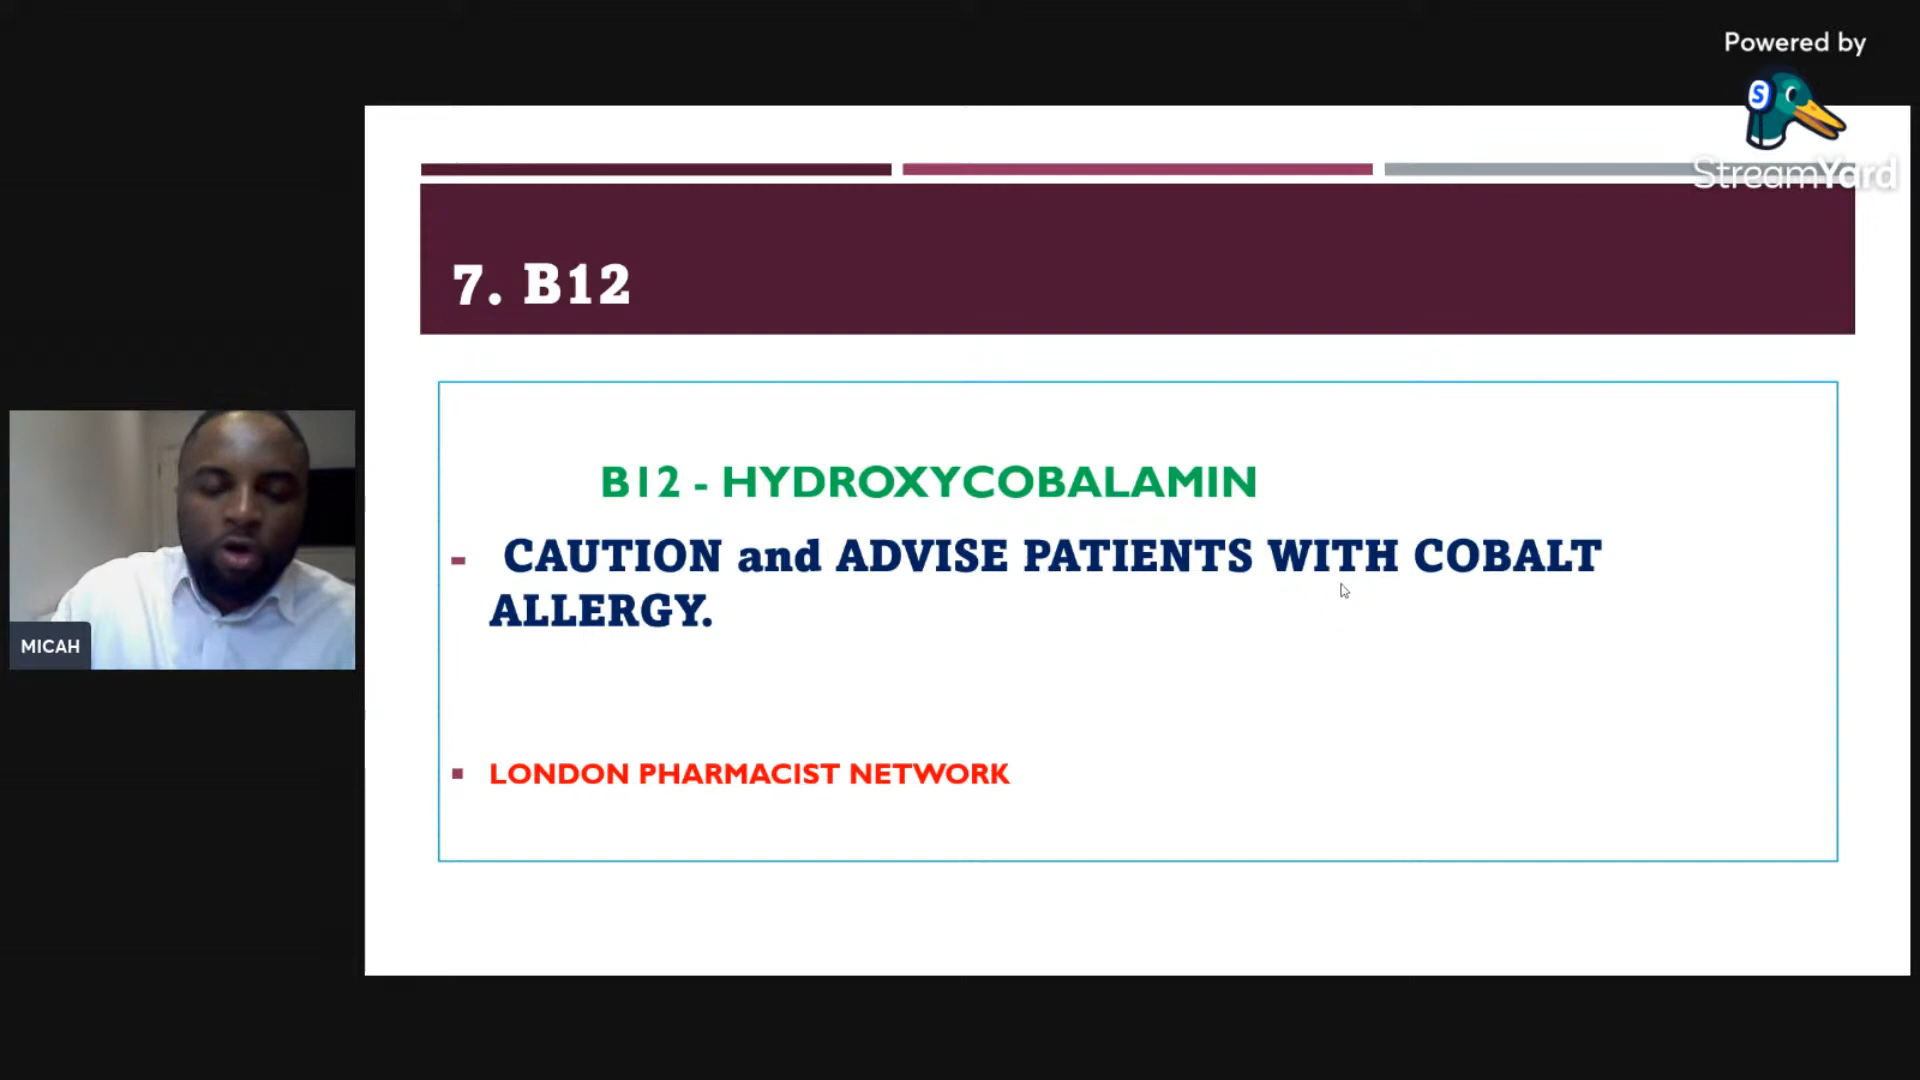 Powered by
S
StreamYard
7. B12
B12 - HYDROXYCOBALAMIN
- CAUTION and ADVISE PATIENTS WITH COBALT
ALLERGY.
MICAH
LONDON PHARMACIST NETWORK